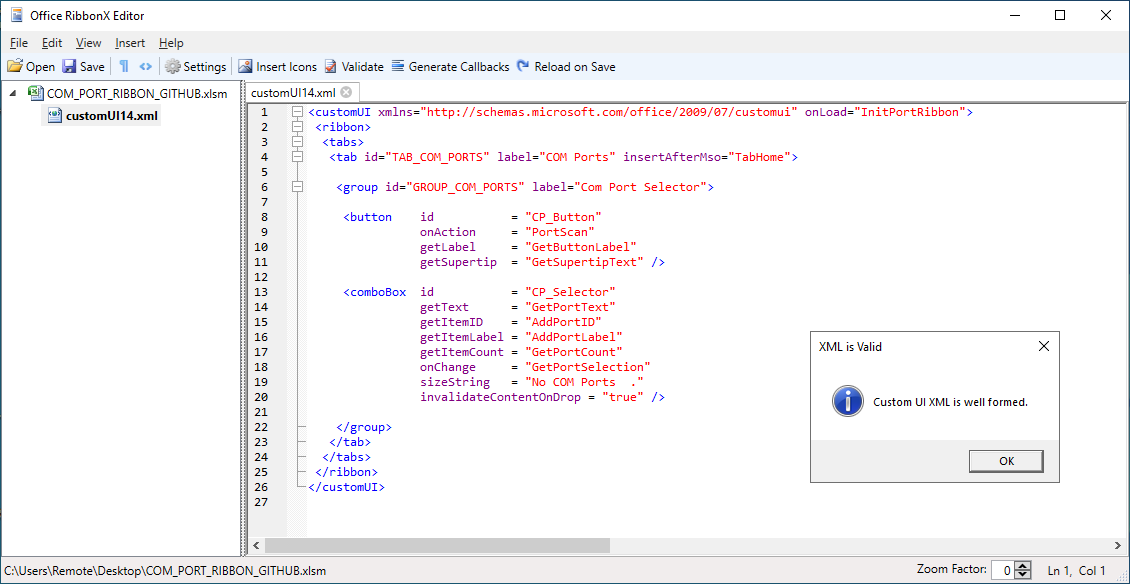 Office RibbonX Editor
File Edit View Insert Help
Open Save Settings Insert Icons Validate Generate Callbacks Reload on Save
COM_PORT_RIBBON_GITHUB.xlsm
customUI14.xml
customUI14.xml
1 <customUI xmlns="http://schemas.microsoft.com/office/2009/07/customui" onLoad="InitPortRibbon">
2 <ribbon>
3 <tabs>
4 <tab id="TAB_COM_PORTS" label="COM Ports" insertAfterMso="TabHome">
5
6 <group id="GROUP_COM_PORTS" label="Com Port Selector">
7
8 <button id = "CP_Button"
9 onAction = "PortScan"
10 getLabel = "GetButtonLabel"
11 getSupertip = "GetSupertipText" />
12
13 <comboBox id = "CP_Selector"
14 getText = "GetPortText"
15 getItemID = "AddPortID"
16 getItemLabel = "AddPortLabel"
17 getItemCount = "GetPortCount"
18 onChange = "GetPortSelection"
19 sizeString = "No COM Ports  ."
20 invalidateContentOnDrop = "true" />
21
22 </group>
23 </tab>
24 </tabs>
25 </ribbon>
26 </customUI>
27
XML is Valid
Custom UI XML is well formed.
OK
C:\Users\Remote\Desktop\COM_PORT_RIBBON_GITHUB.xlsm
Zoom Factor: 0 Ln 1, Col 1